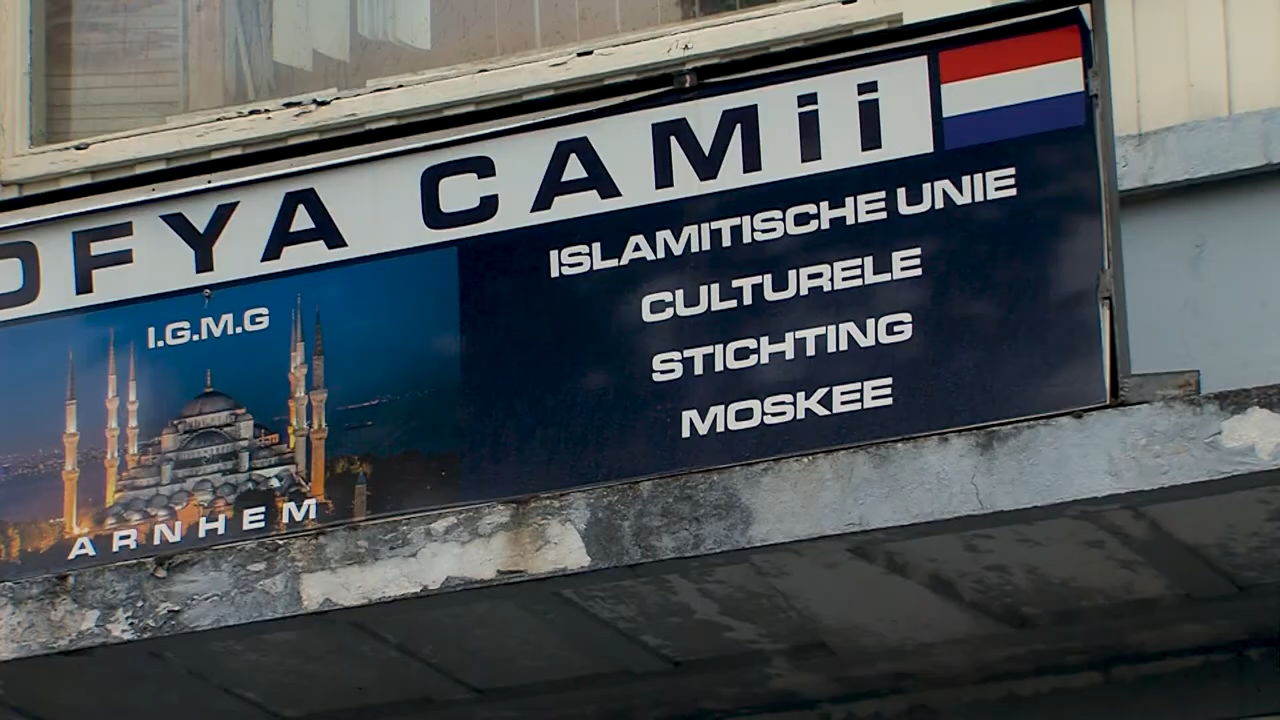 OFYA CAMii
I.G.M.G
ARNHEM
ISLAMITISCHE UNIE
CULTURELE
STICHTING
MOSKEE